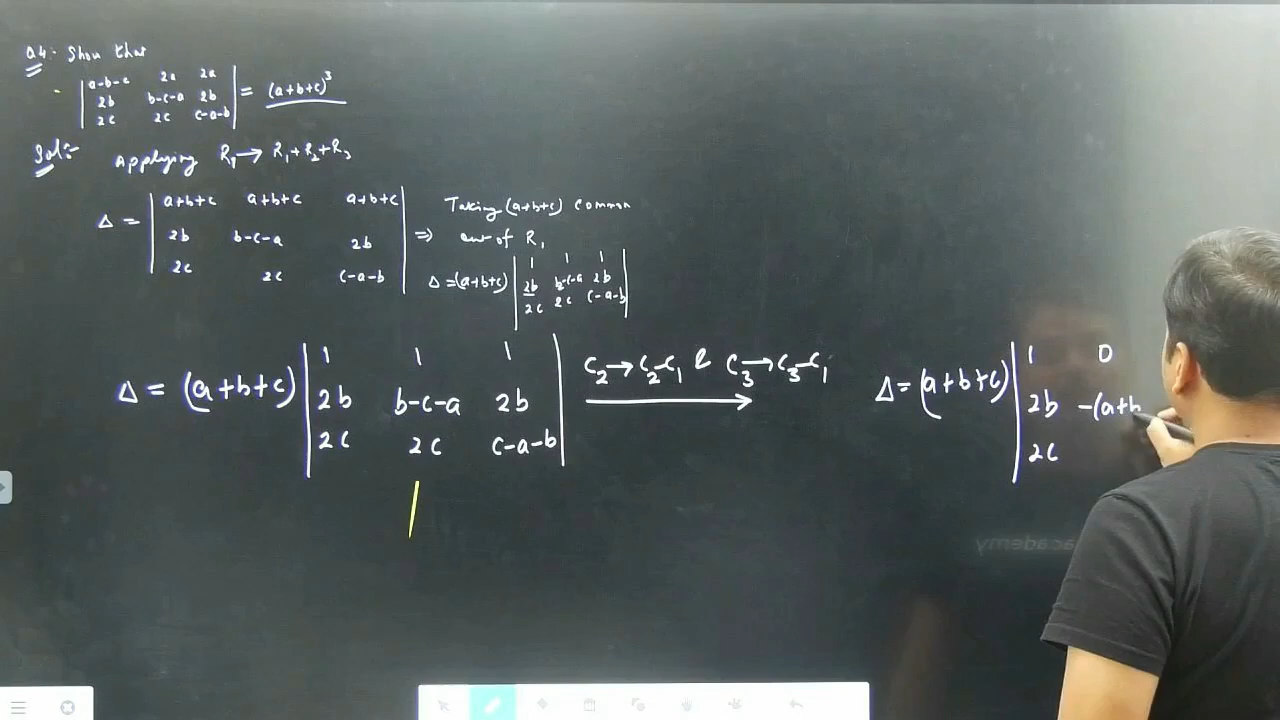 Q4:- Show that
| a-b-c 2a 2a |
| 2b b-c-a 2b | = (a+b+c)³
| 2c 2c c-a-b |
Sol:- Applying R₁→ R₁+R₂+R₃
| a+b+c a+b+c a+b+c |
Δ = | 2b b-c-a 2b | ⇒
| 2c 2c c-a-b |
Taking (a+b+c) common
out of R₁
| 1 1 1 |
Δ=(a+b+c) | 2b b-c-a 2b |
| 2c 2c c-a-b |
| 1 1 1 |
Δ = (a+b+c) | 2b b-c-a 2b |
| 2c 2c c-a-b |
C₂→C₂-C₁ & C₃→C₃-C₁
| 1 0
Δ=(a+b+c) | 2b -(a+b
| 2c
academy